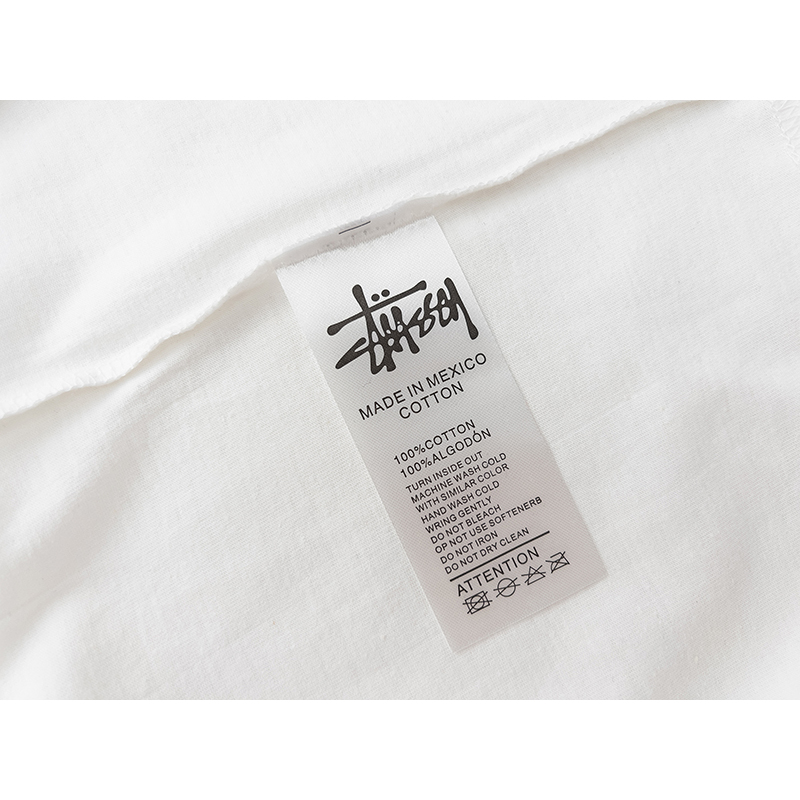 Stüssy
MADE IN MEXICO
COTTON
100%COTTON
100%ALGODÓN
TURN INSIDE OUT
MACHINE WASH COLD
WITH SIMILAR COLOR
HAND WASH COLD
WRING GENTLY
DO NOT BLEACH
OP NOT USE SOFTENERB
DO NOT IRON
DO NOT DRY CLEAN
ATTENTION